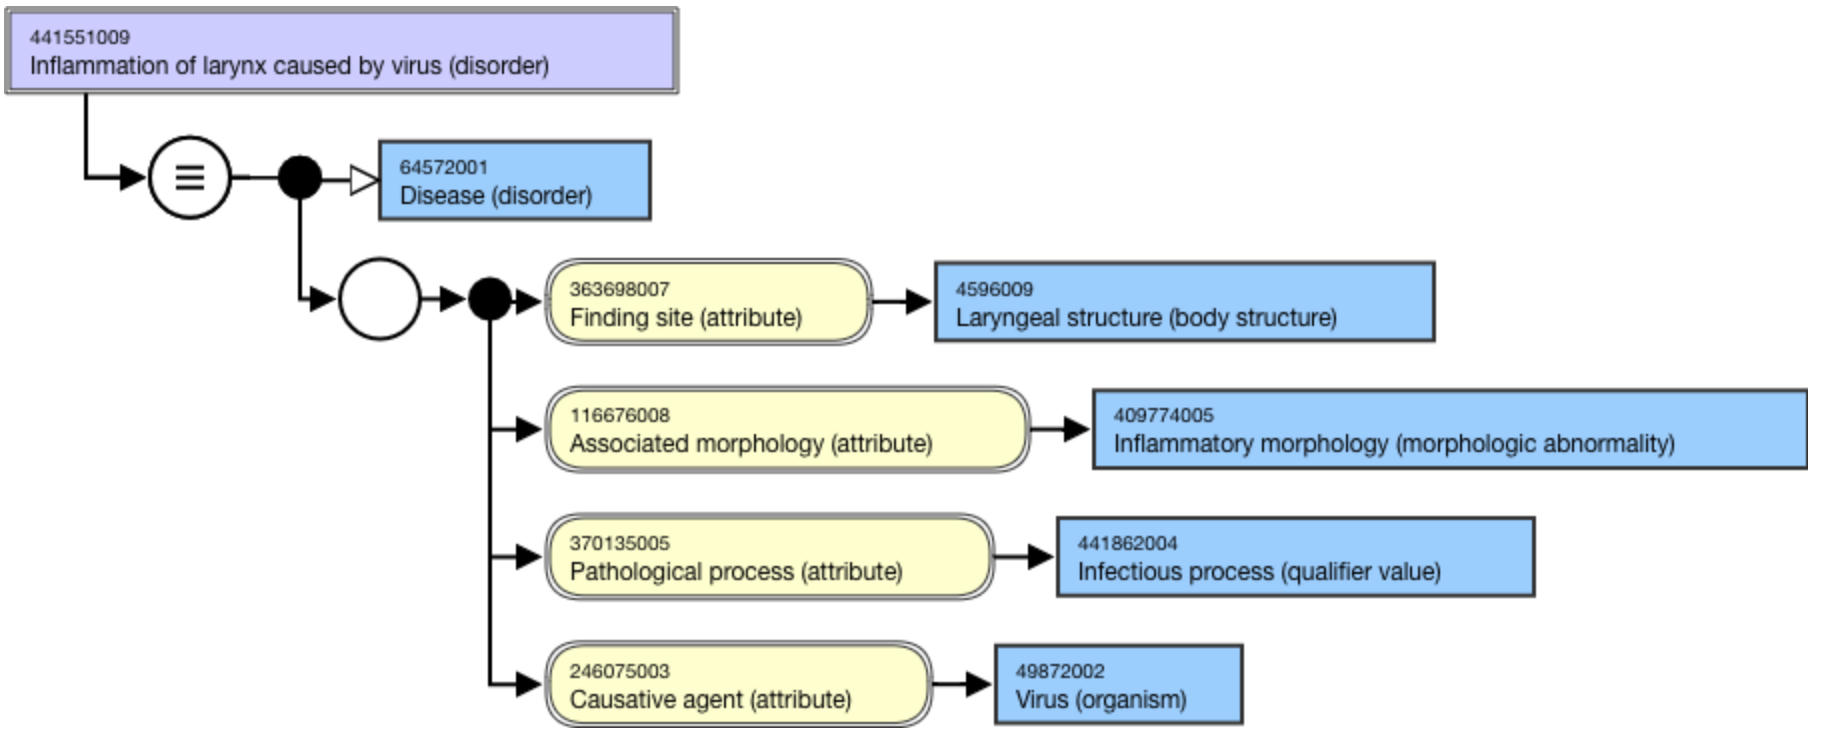 441551009
Inflammation of larynx caused by virus (disorder)
64572001
Disease (disorder)
363698007
Finding site (attribute)
4596009
Laryngeal structure (body structure)
116676008
Associated morphology (attribute)
409774005
Inflammatory morphology (morphologic abnormality)
370135005
Pathological process (attribute)
441862004
Infectious process (qualifier value)
246075003
Causative agent (attribute)
49872002
Virus (organism)